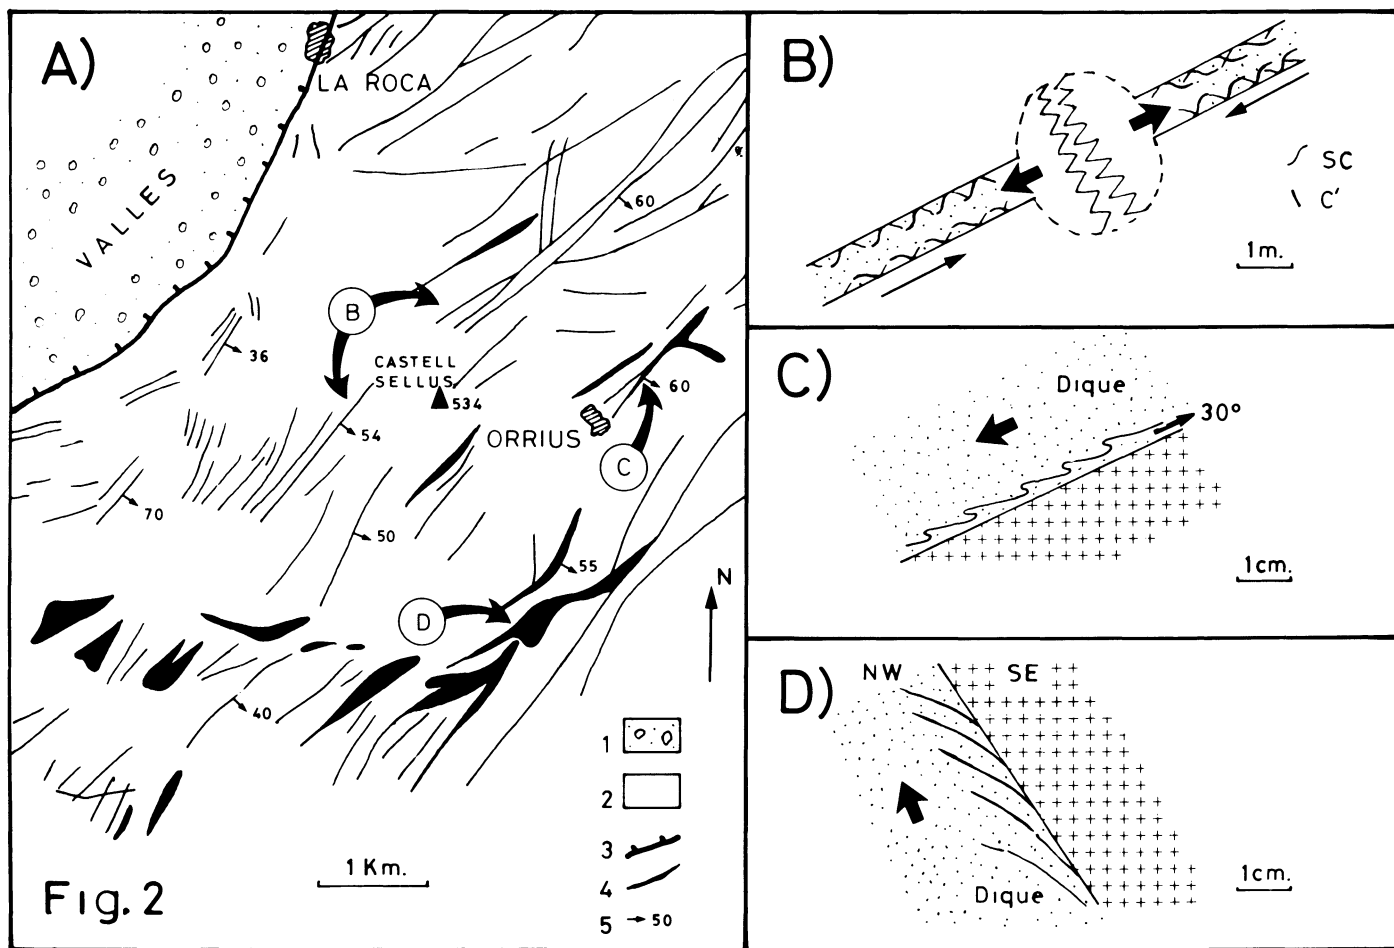 A)
LA ROCA
VALLES
60
B
36
CASTELL
SELLUS
534
60
54
ORRIUS
C
70
50
55
N
D
40
1
2
3
4
5 50
1 Km.
Fig. 2
B)
SC
C'
1m.
C)
Dique
30°
1cm.
D)
NW SE
Dique
1cm.